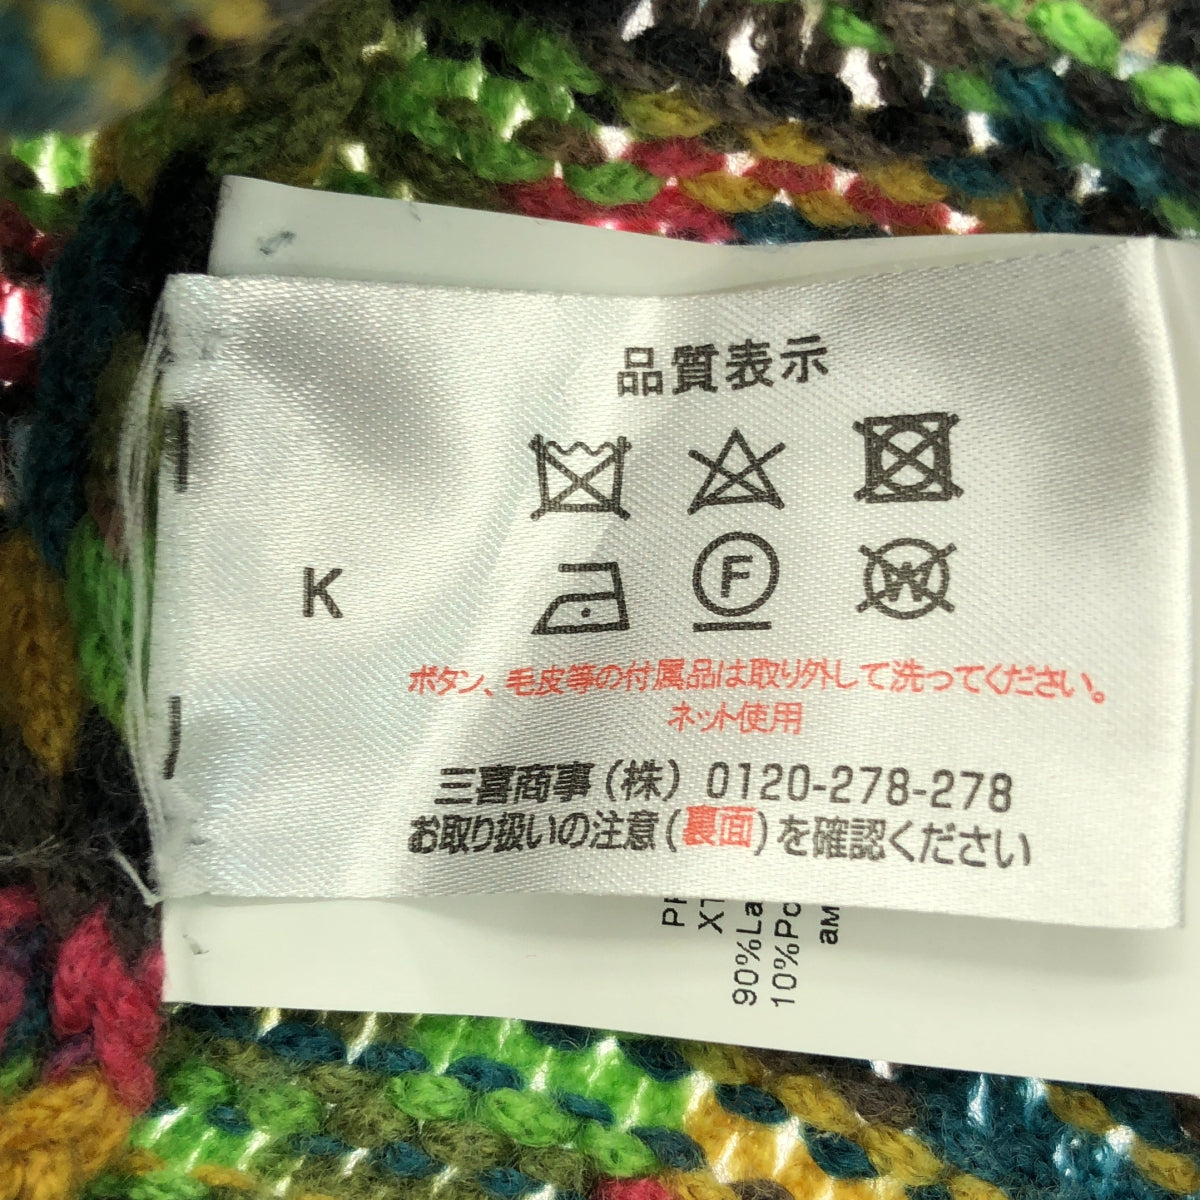 品質表示
F
W
K
ボタン、毛皮等の付属品は取り外して洗ってください。
ネット使用
三喜商事(株) 0120-278-278
お取り扱いの注意(裏面)を確認ください
90%La
10%Po